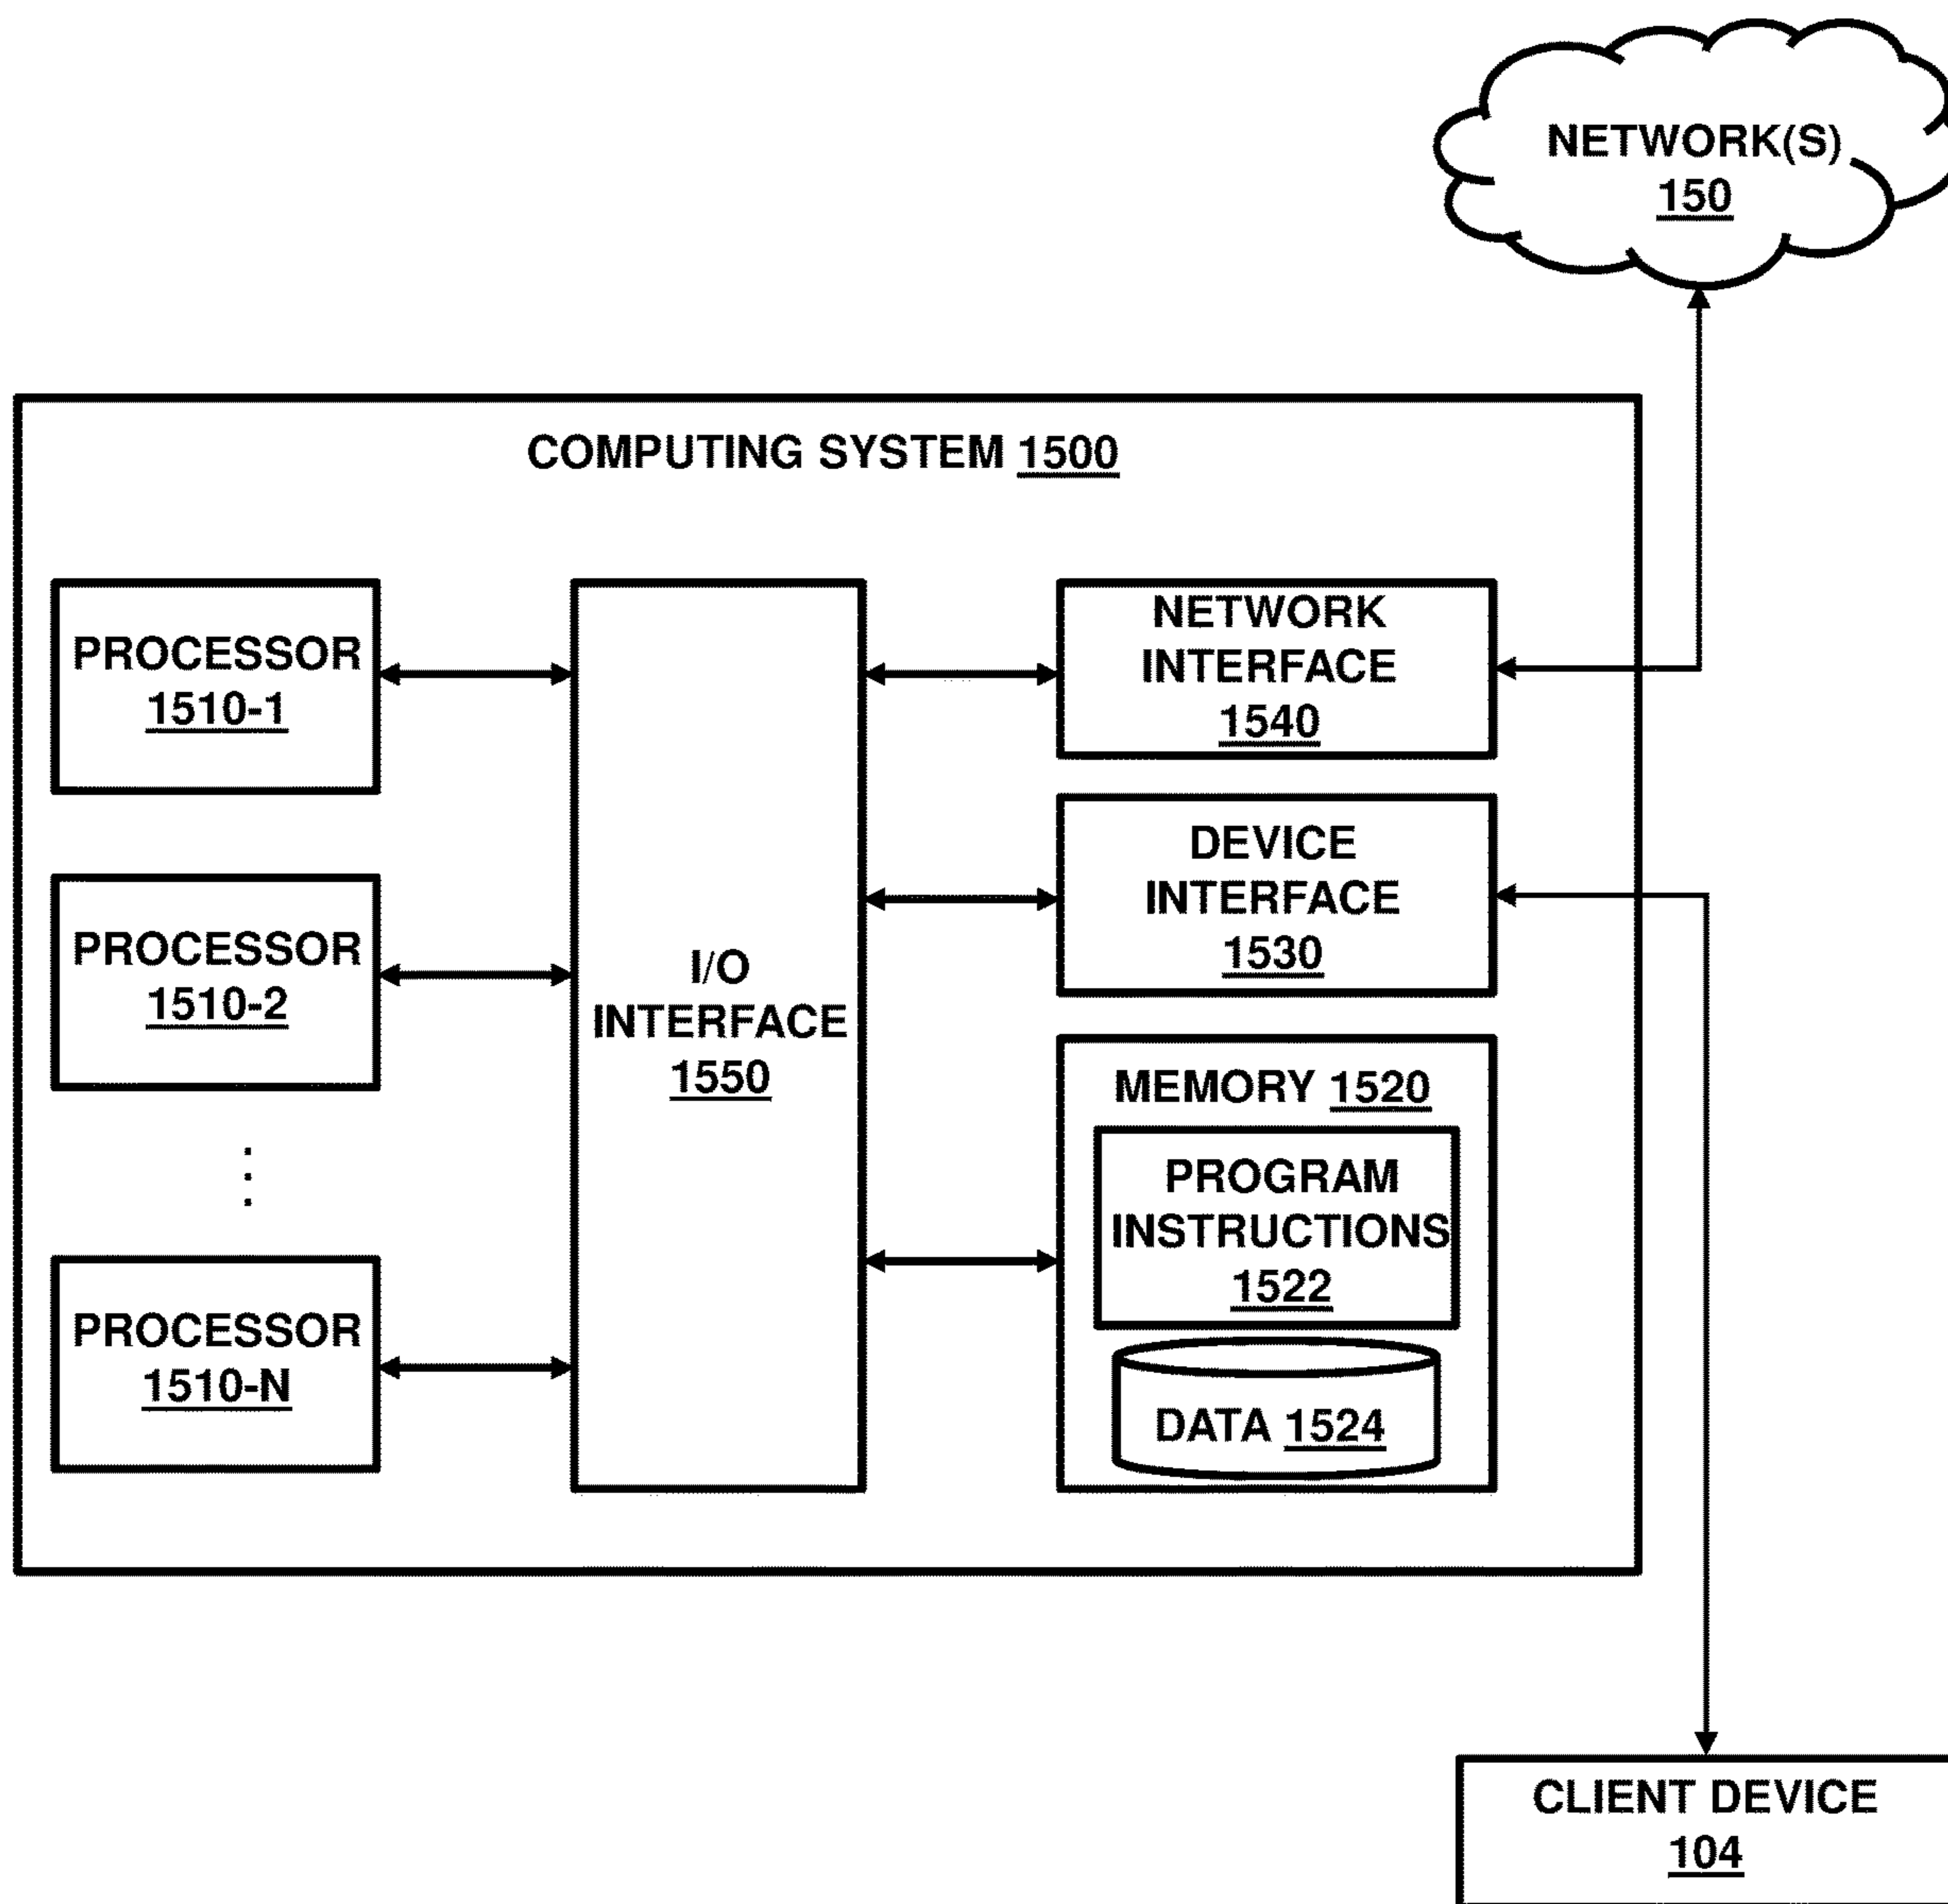 NETWORK(S)
150
COMPUTING SYSTEM 1500
PROCESSOR
1510-1
PROCESSOR
1510-2
⋮
PROCESSOR
1510-N
I/O
INTERFACE
1550
NETWORK
INTERFACE
1540
DEVICE
INTERFACE
1530
MEMORY 1520
PROGRAM
INSTRUCTIONS
1522
DATA 1524
CLIENT DEVICE
104